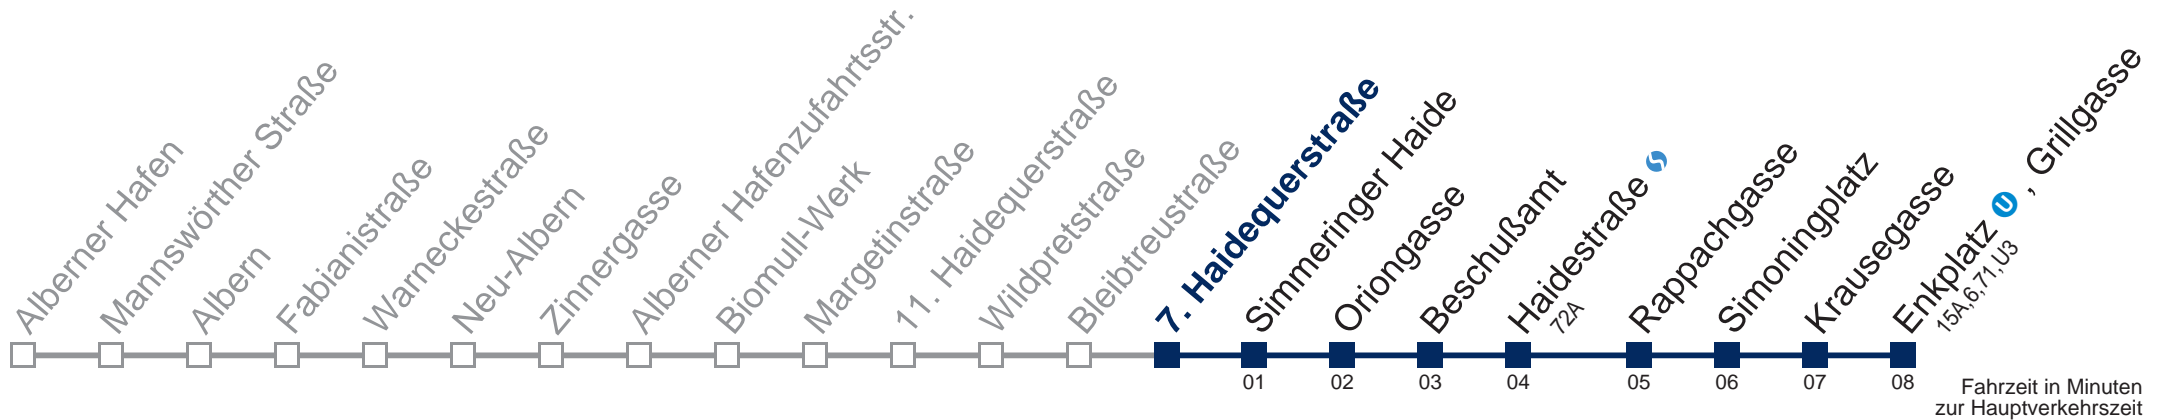 Alberner Hafen
Mannswörther Straße
Albern
Fabianistraße
Warneckestraße
Neu-Albern
Zinnergasse
Alberner Hafenzufahrtsstr.
Biomull-Werk
Margetinstraße
11. Haidequerstraße
Wildpretstraße
Bleibtreustraße
7. Haidequerstraße
Simmeringer Haide
Oriongasse
Beschußamt
Haidestraße
72A
Rappachgasse
Simoningplatz
Krausegasse
Enkplatz U , Grillgasse
15A,6,71,U3
01 02 03 04 05 06 07 08
Fahrzeit in Minuten
zur Hauptverkehrszeit